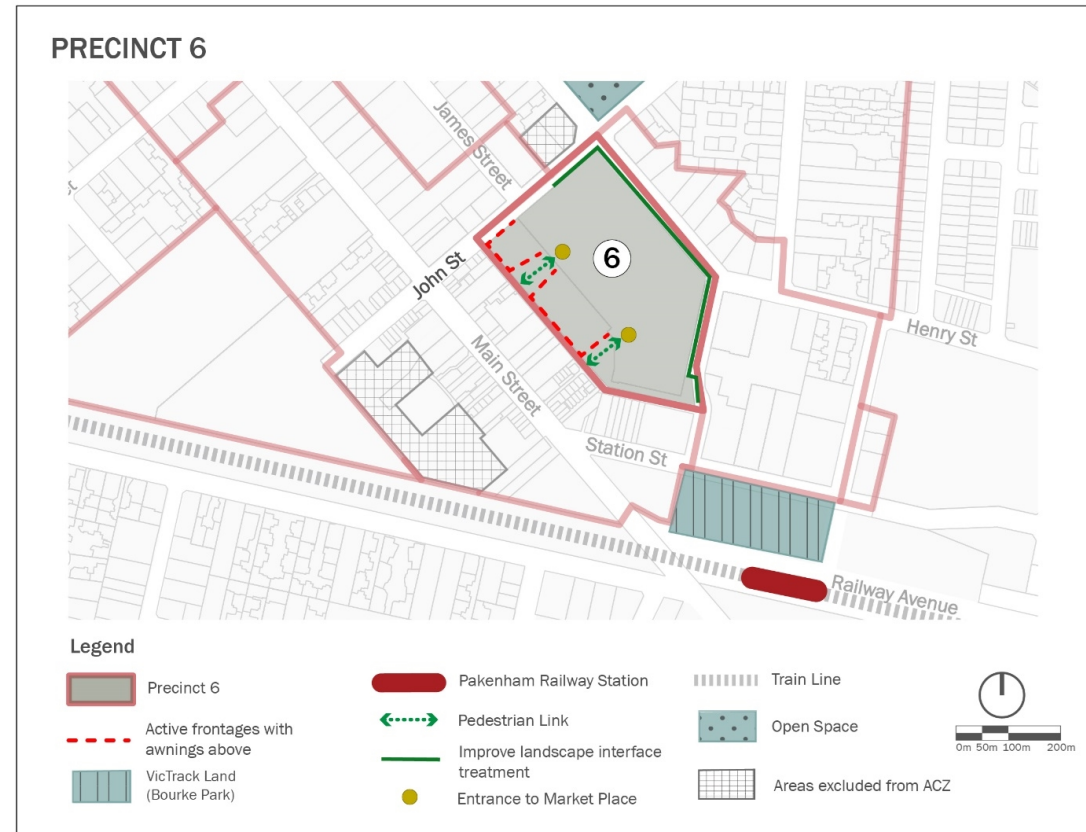 PRECINCT 6
James Street
St
John St
6
Henry St
Main Street
Station St
Railway Avenue
Legend
Precinct 6
Active frontages with
awnings above
VicTrack Land
(Bourke Park)
Pakenham Railway Station
Pedestrian Link
Improve landscape interface
treatment
Entrance to Market Place
Train Line
Open Space
Areas excluded from ACZ
0m 50m 100m 200m